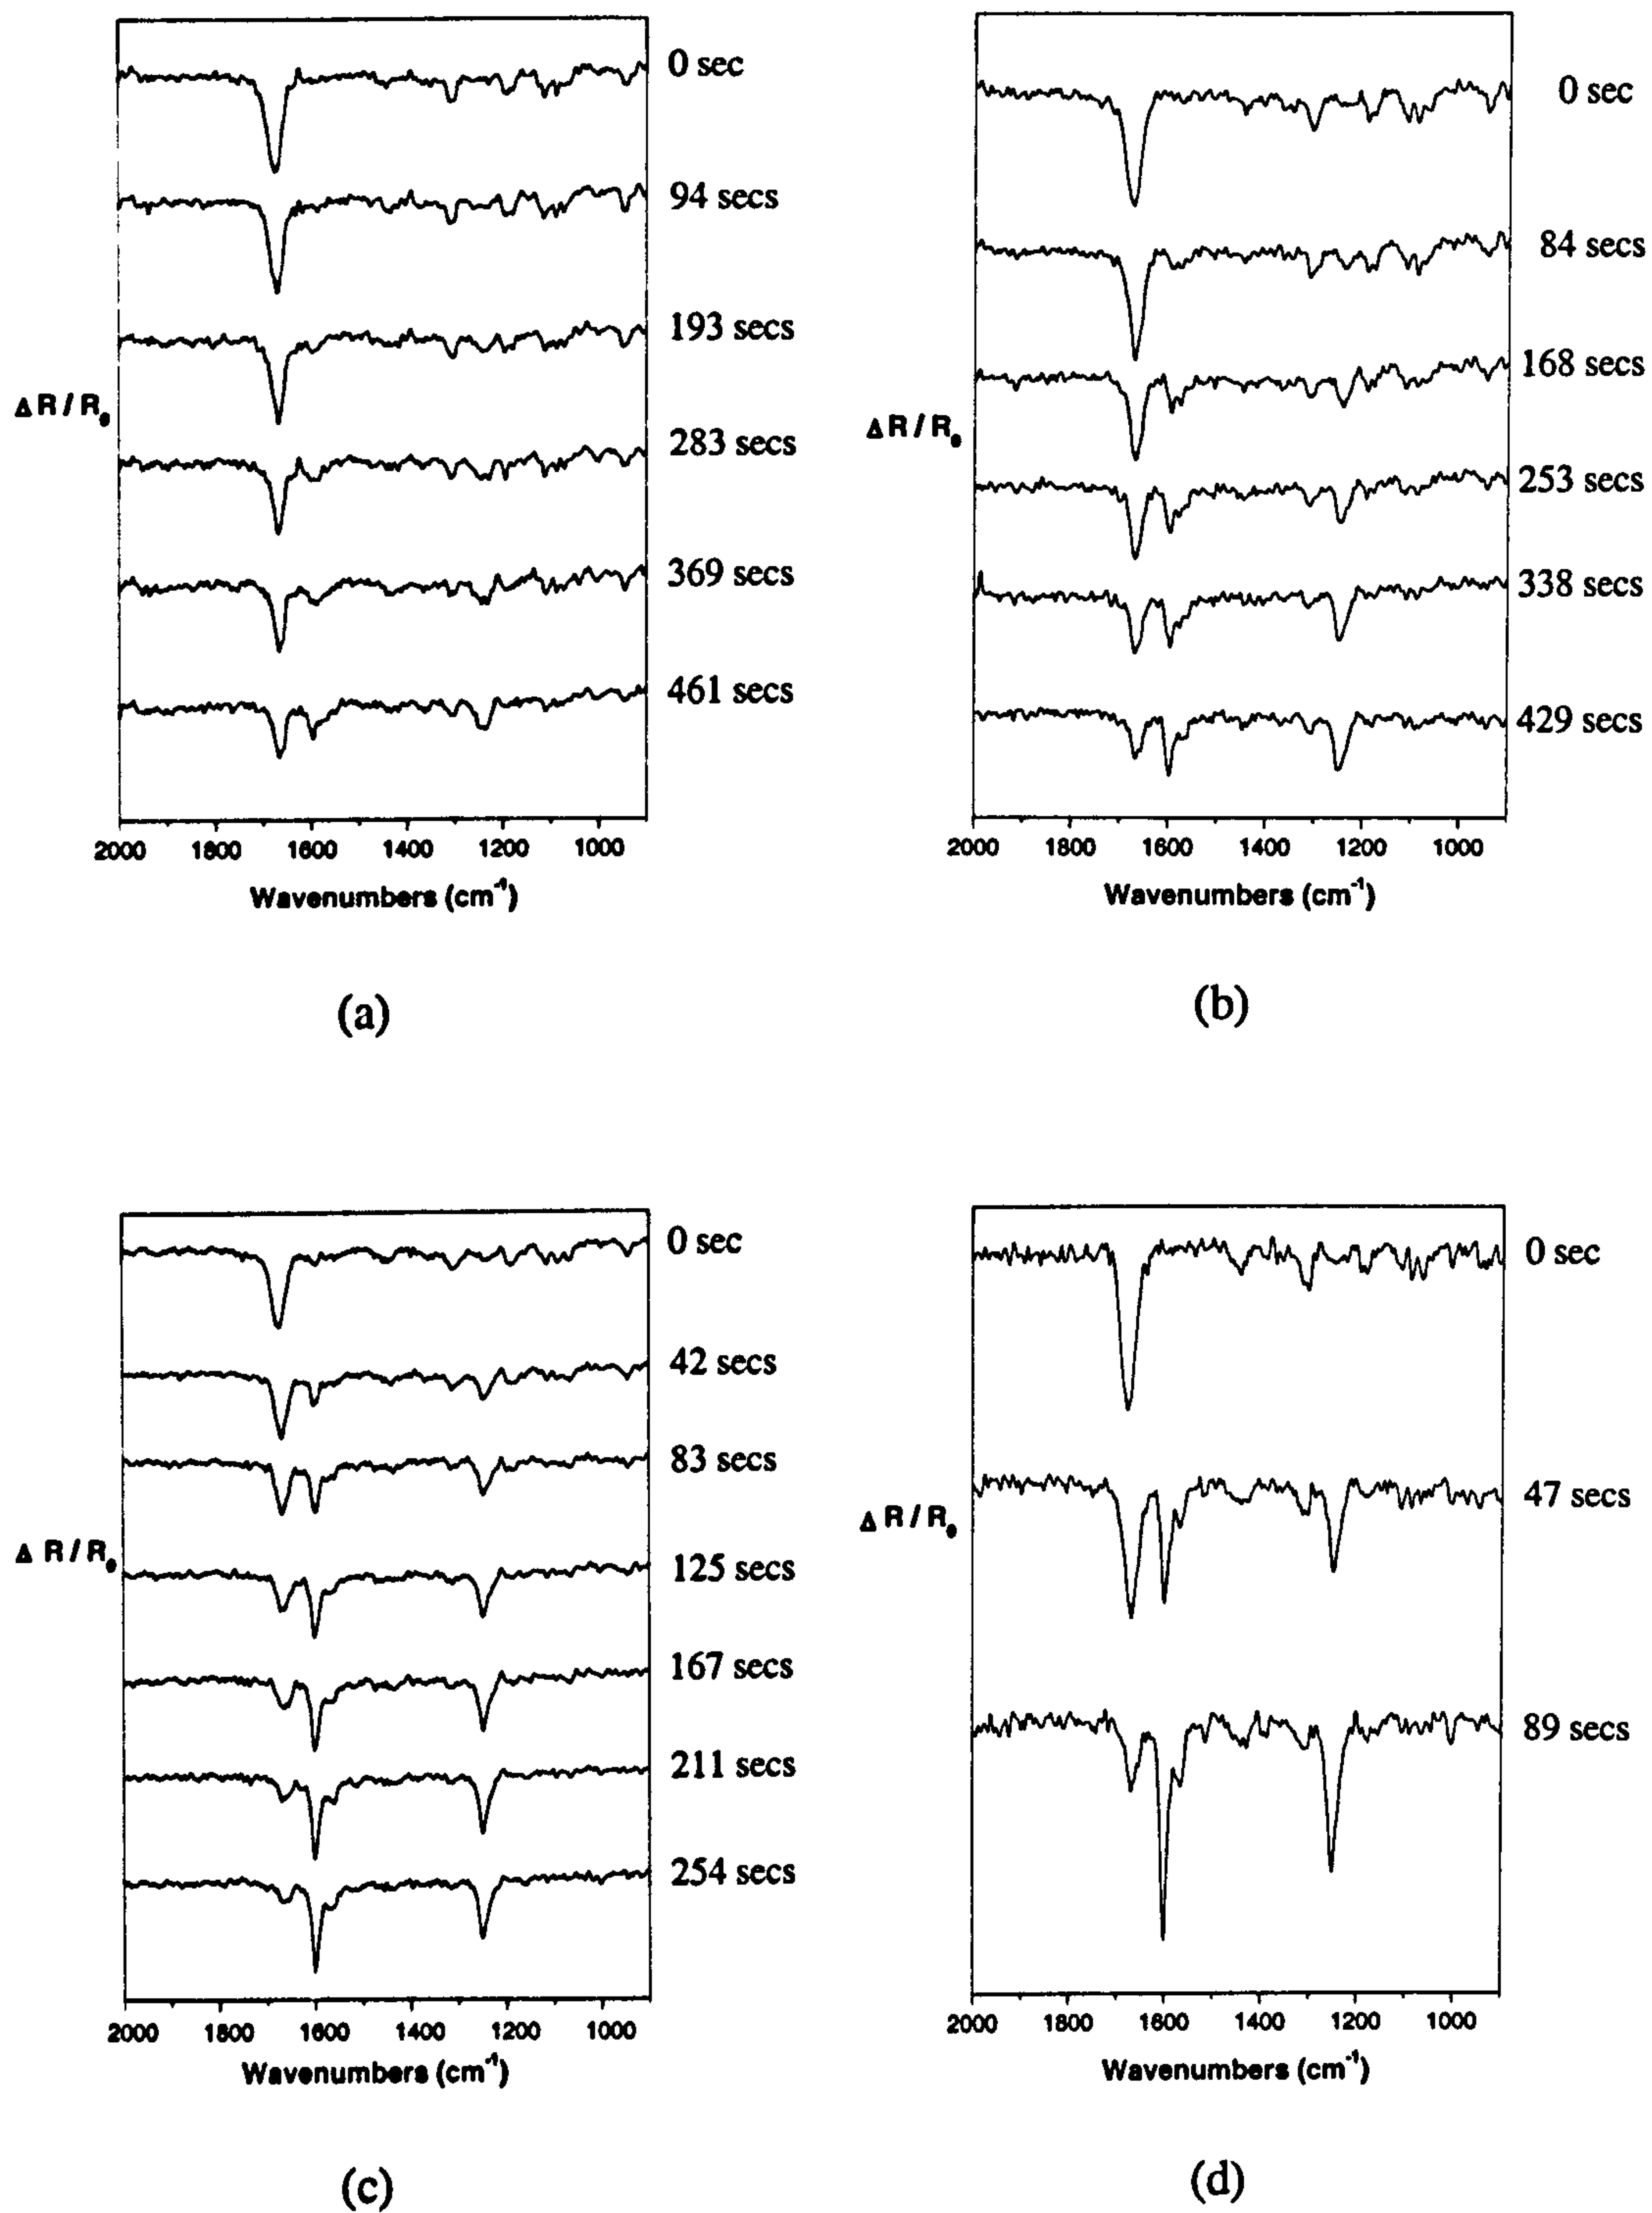 0 sec
94 secs
193 secs
ΔR/R₀
283 secs
369 secs
461 secs
2000 1800 1600 1400 1200 1000
Wavenumbers (cm⁻¹)
(a)
0 sec
84 secs
168 secs
ΔR/R₀
253 secs
338 secs
429 secs
2000 1800 1600 1400 1200 1000
Wavenumbers (cm⁻¹)
(b)
0 sec
42 secs
83 secs
ΔR/R₀
125 secs
167 secs
211 secs
254 secs
2000 1800 1600 1400 1200 1000
Wavenumbers (cm⁻¹)
(c)
0 sec
47 secs
ΔR/R₀
89 secs
2000 1800 1600 1400 1200 1000
Wavenumbers (cm⁻¹)
(d)